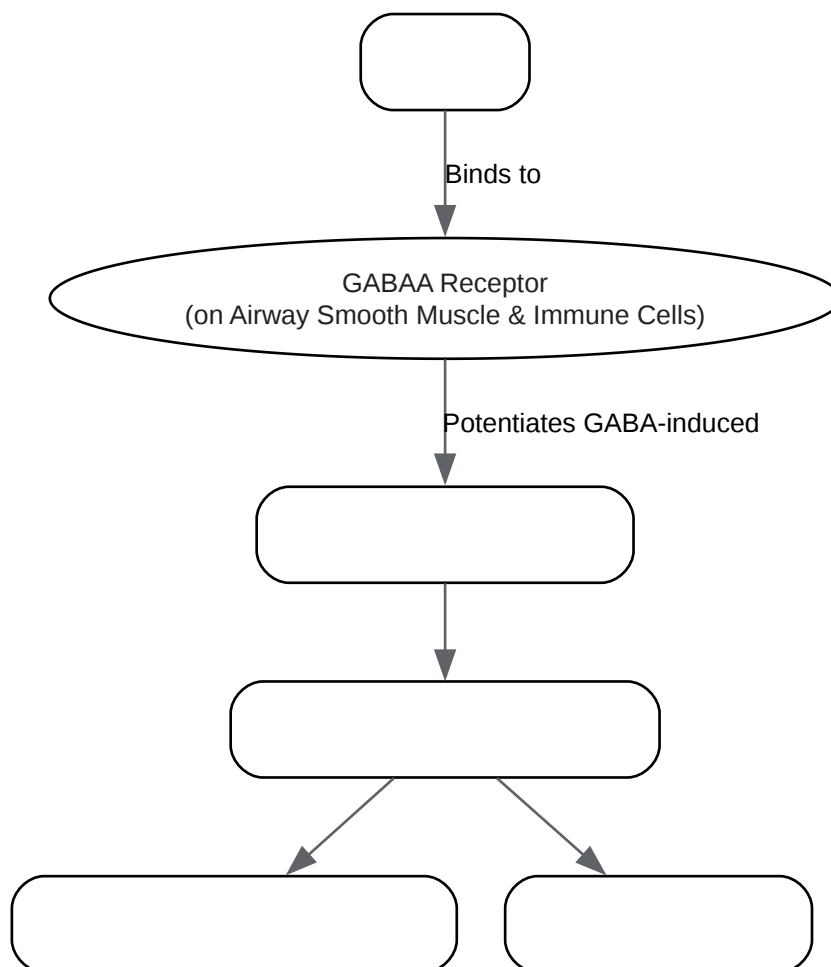 Binds to
GABAA Receptor
(on Airway Smooth Muscle & Immune Cells)
Potentiates GABA-induced